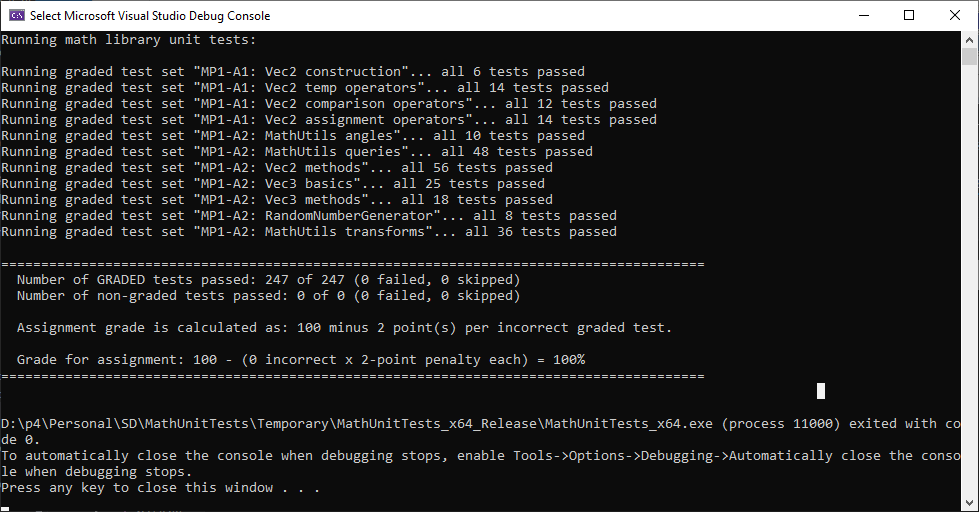 Select Microsoft Visual Studio Debug Console
Running math library unit tests:
Running graded test set "MP1-A1: Vec2 construction"... all 6 tests passed
Running graded test set "MP1-A1: Vec2 temp operators"... all 14 tests passed
Running graded test set "MP1-A1: Vec2 comparison operators"... all 12 tests passed
Running graded test set "MP1-A1: Vec2 assignment operators"... all 14 tests passed
Running graded test set "MP1-A2: MathUtils angles"... all 10 tests passed
Running graded test set "MP1-A2: MathUtils queries"... all 48 tests passed
Running graded test set "MP1-A2: Vec2 methods"... all 56 tests passed
Running graded test set "MP1-A2: Vec3 basics"... all 25 tests passed
Running graded test set "MP1-A2: Vec3 methods"... all 18 tests passed
Running graded test set "MP1-A2: RandomNumberGenerator"... all 8 tests passed
Running graded test set "MP1-A2: MathUtils transforms"... all 36 tests passed
========================================================================================
Number of GRADED tests passed: 247 of 247 (0 failed, 0 skipped)
Number of non-graded tests passed: 0 of 0 (0 failed, 0 skipped)
Assignment grade is calculated as: 100 minus 2 point(s) per incorrect graded test.
Grade for assignment: 100 - (0 incorrect x 2-point penalty each) = 100%
========================================================================================
D:\p4\Personal\SD\MathUnitTests\Temporary\MathUnitTests_x64_Release\MathUnitTests_x64.exe (process 11000) exited with co
de 0.
To automatically close the console when debugging stops, enable Tools->Options->Debugging->Automatically close the conso
le when debugging stops.
Press any key to close this window . . .